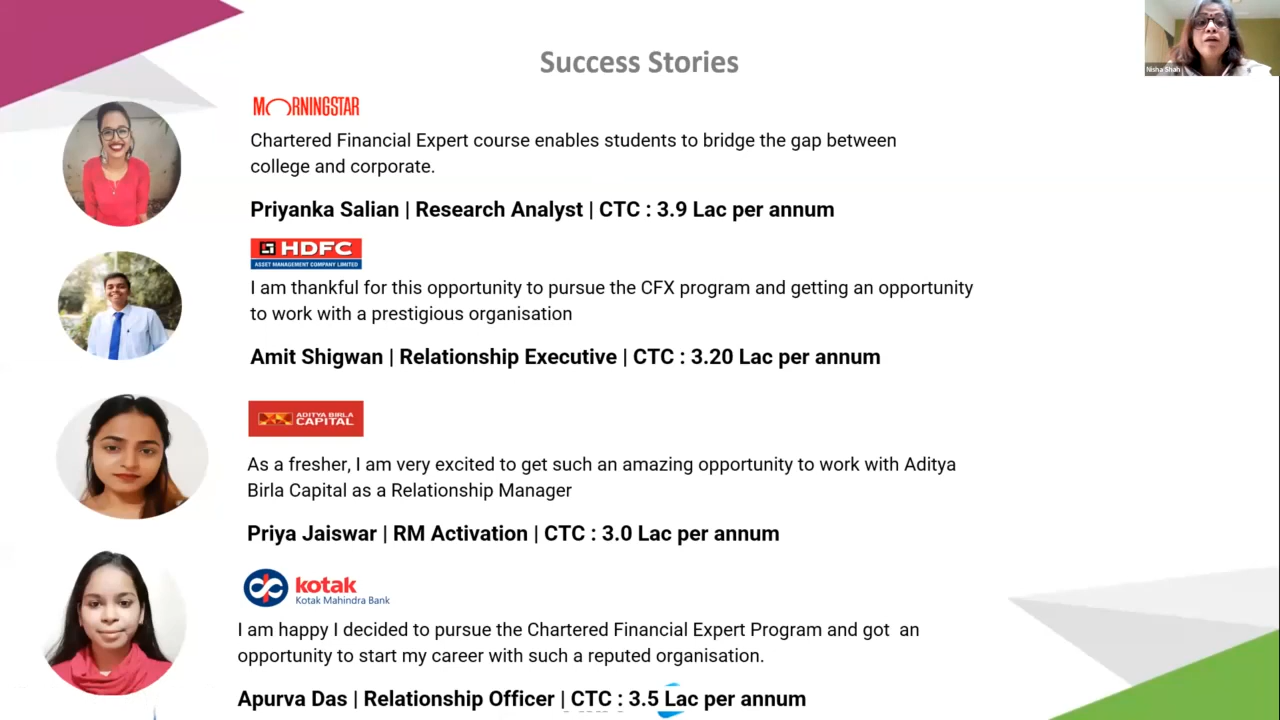 Success Stories
Nisha Shah
MORNINGSTAR
Chartered Financial Expert course enables students to bridge the gap between
college and corporate.
Priyanka Salian | Research Analyst | CTC : 3.9 Lac per annum
HDFC
ASSET MANAGEMENT COMPANY LIMITED
I am thankful for this opportunity to pursue the CFX program and getting an opportunity
to work with a prestigious organisation
Amit Shigwan | Relationship Executive | CTC : 3.20 Lac per annum
ADITYA BIRLA
CAPITAL
As a fresher, I am very excited to get such an amazing opportunity to work with Aditya
Birla Capital as a Relationship Manager
Priya Jaiswar | RM Activation | CTC : 3.0 Lac per annum
kotak
Kotak Mahindra Bank
I am happy I decided to pursue the Chartered Financial Expert Program and got an
opportunity to start my career with such a reputed organisation.
Apurva Das | Relationship Officer | CTC : 3.5 Lac per annum